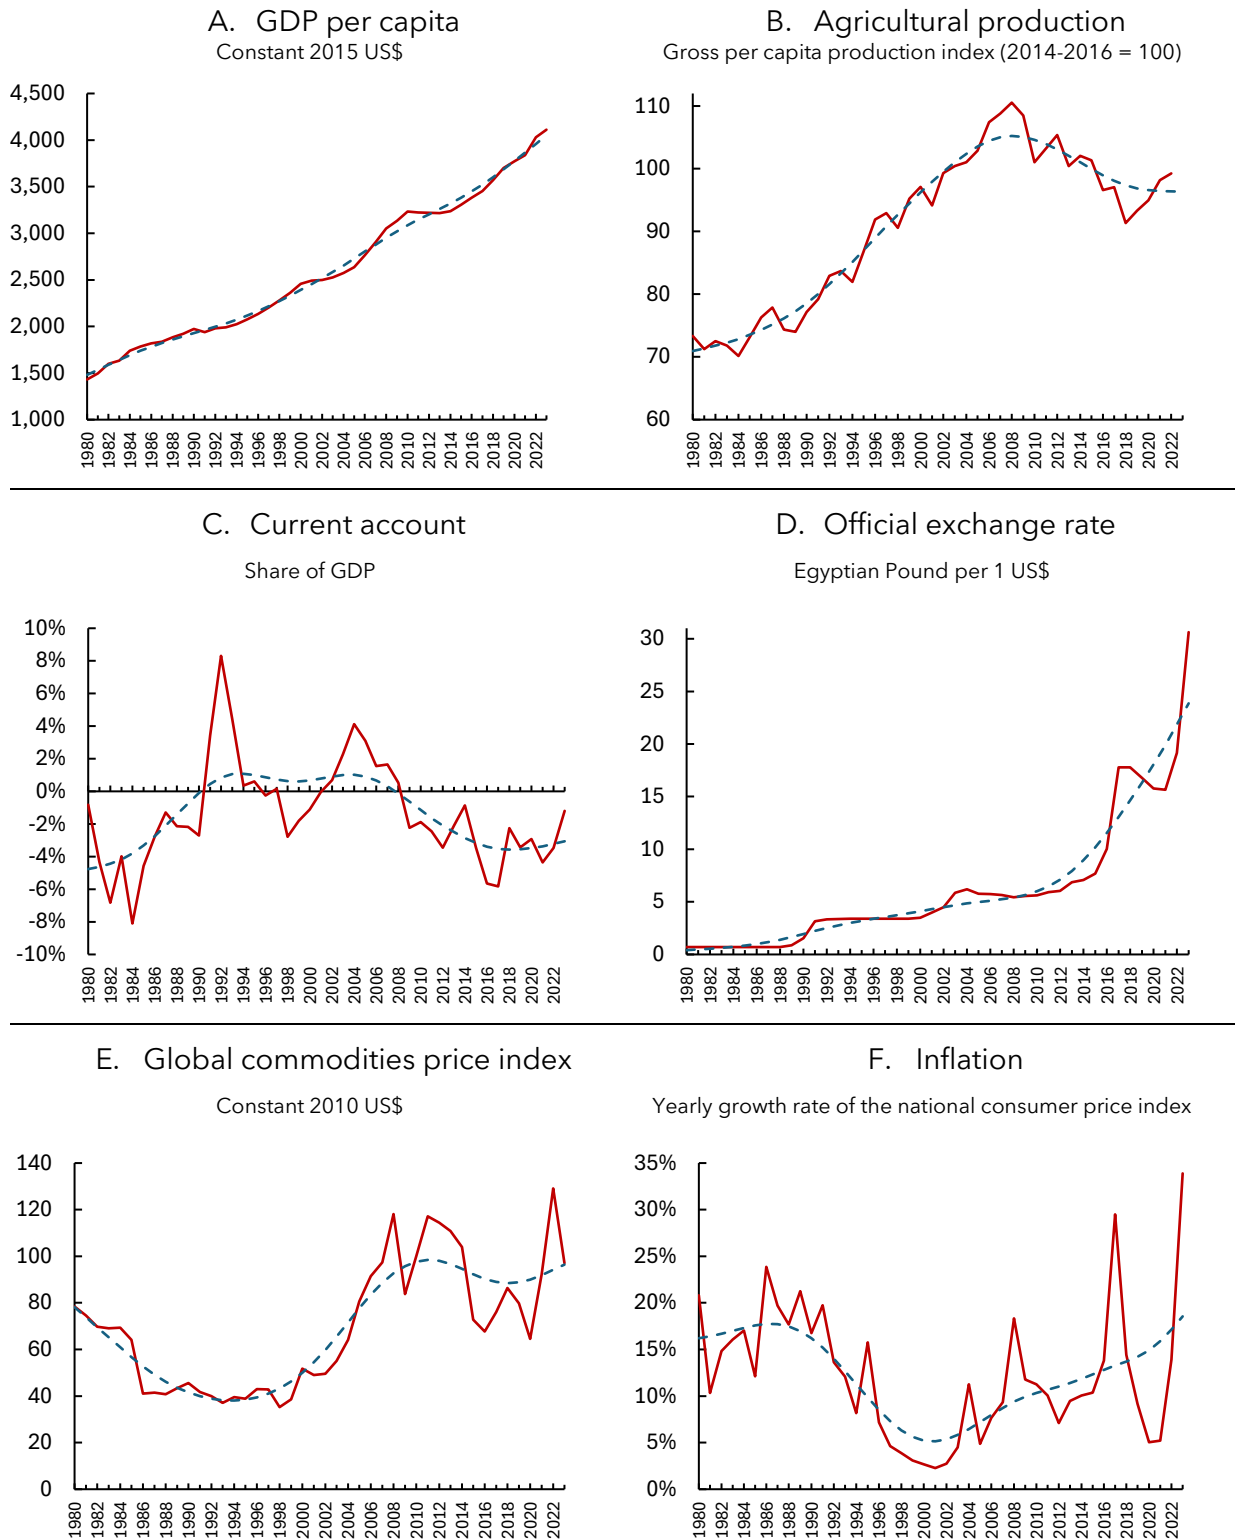 A. GDP per capita
Constant 2015 US$
4,500
4,000
3,500
3,000
2,500
2,000
1,500
1,000
1980 1982 1984 1986 1988 1990 1992 1994 1996 1998 2000 2002 2004 2006 2008 2010 2012 2014 2016 2018 2020 2022
B. Agricultural production
Gross per capita production index (2014-2016 = 100)
110
100
90
80
70
60
1980 1982 1984 1986 1988 1990 1992 1994 1996 1998 2000 2002 2004 2006 2008 2010 2012 2014 2016 2018 2020 2022
C. Current account
Share of GDP
10%
8%
6%
4%
2%
0%
-2%
-4%
-6%
-8%
-10%
1980 1982 1984 1986 1988 1990 1992 1994 1996 1998 2000 2002 2004 2006 2008 2010 2012 2014 2016 2018 2020 2022
D. Official exchange rate
Egyptian Pound per 1 US$
30
25
20
15
10
5
0
1980 1982 1984 1986 1988 1990 1992 1994 1996 1998 2000 2002 2004 2006 2008 2010 2012 2014 2016 2018 2020 2022
E. Global commodities price index
Constant 2010 US$
140
120
100
80
60
40
20
0
1980 1982 1984 1986 1988 1990 1992 1994 1996 1998 2000 2002 2004 2006 2008 2010 2012 2014 2016 2018 2020 2022
F. Inflation
Yearly growth rate of the national consumer price index
35%
30%
25%
20%
15%
10%
5%
0%
1980 1982 1984 1986 1988 1990 1992 1994 1996 1998 2000 2002 2004 2006 2008 2010 2012 2014 2016 2018 2020 2022